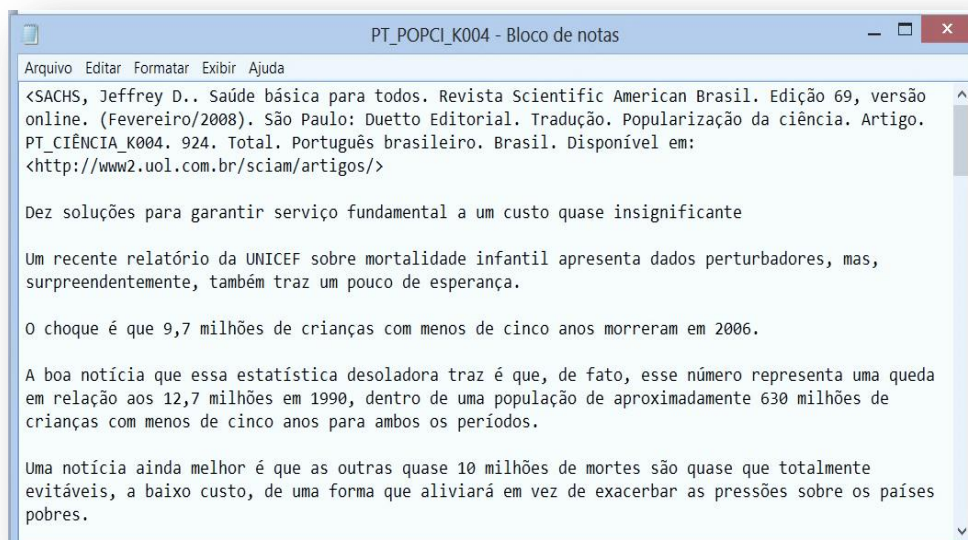 PT_POPCI_K004 - Bloco de notas
Arquivo Editar Formatar Exibir Ajuda
<SACHS, Jeffrey D.. Saúde básica para todos. Revista Scientific American Brasil. Edição 69, versão
online. (Fevereiro/2008). São Paulo: Duetto Editorial. Tradução. Popularização da ciência. Artigo.
PT_CIÊNCIA_K004. 924. Total. Português brasileiro. Brasil. Disponível em:
<http://www2.uol.com.br/sciam/artigos/>
Dez soluções para garantir serviço fundamental a um custo quase insignificante
Um recente relatório da UNICEF sobre mortalidade infantil apresenta dados perturbadores, mas,
surpreendentemente, também traz um pouco de esperança.
O choque é que 9,7 milhões de crianças com menos de cinco anos morreram em 2006.
A boa notícia que essa estatística desoladora traz é que, de fato, esse número representa uma queda
em relação aos 12,7 milhões em 1990, dentro de uma população de aproximadamente 630 milhões de
crianças com menos de cinco anos para ambos os períodos.
Uma notícia ainda melhor é que as outras quase 10 milhões de mortes são quase que totalmente
evitáveis, a baixo custo, de uma forma que aliviará em vez de exacerbar as pressões sobre os países
pobres.